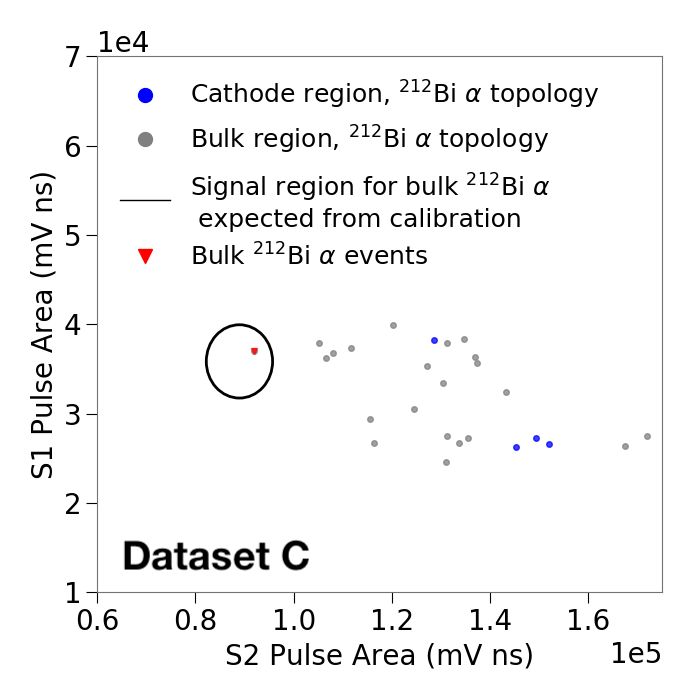 1e4
7
Cathode region, ²¹²Bi α topology
6
Bulk region, ²¹²Bi α topology
Signal region for bulk ²¹²Bi α
expected from calibration
5
Bulk ²¹²Bi α events
4
3
2
1
S1 Pulse Area (mV ns)
Dataset C
0.6 0.8 1.0 1.2 1.4 1.6
S2 Pulse Area (mV ns)
1e5